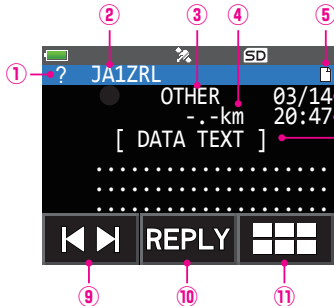 ② ③ ④ ⑤
SD
① ? JA1ZRL
OTHER 03/14
-.-km 20:47
[ DATA TEXT ]
....................
....................
REPLY
⑨ ⑩ ⑪